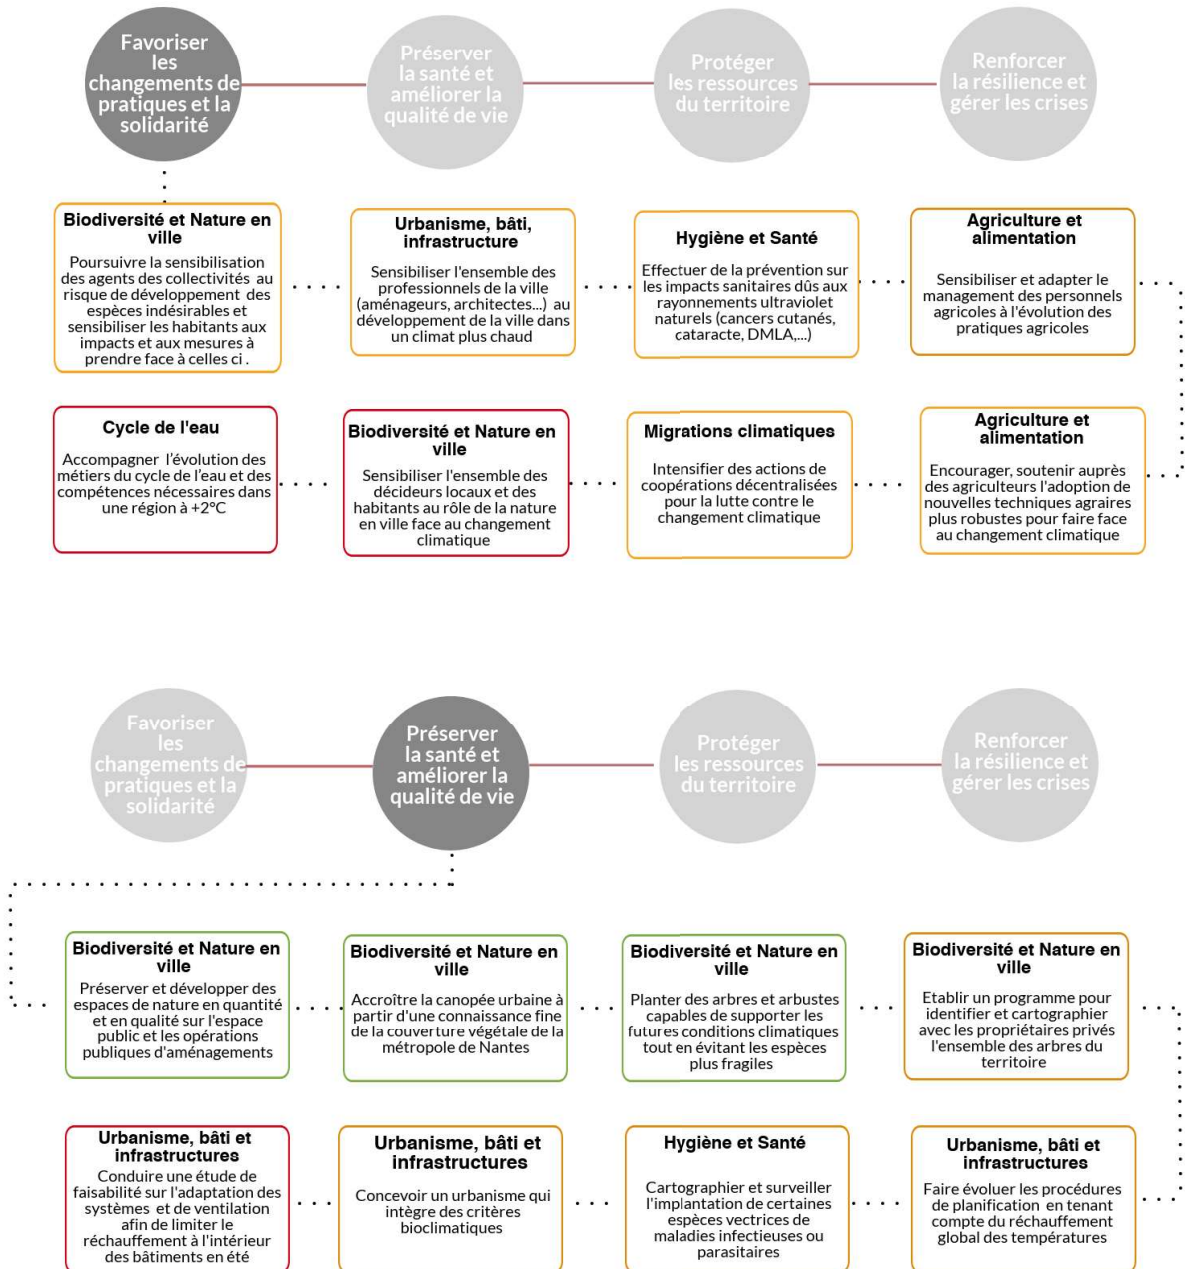 Favoriser
les
changements de
pratiques et la
solidarité
Préserver
la santé et
améliorer la
qualité de vie
Protéger
les ressources
du territoire
Renforcer
la résilience et
gérer les crises
Biodiversité et Nature en
ville
Poursuivre la sensibilisation
des agents des collectivités au
risque de développement des
espèces indésirables et
sensibiliser les habitants aux
impacts et aux mesures à
prendre face à celles ci .
Urbanisme, bâti,
infrastructure
Sensibiliser l'ensemble des
professionnels de la ville
(aménageurs, architectes...) au
développement de la ville dans
un climat plus chaud
Hygiène et Santé
Effectuer de la prévention sur
les impacts sanitaires dûs aux
rayonnements ultraviolet
naturels (cancers cutanés,
cataracte, DMLA,...)
Agriculture et
alimentation
Sensibiliser et adapter le
management des personnels
agricoles à l'évolution des
pratiques agricoles
Cycle de l'eau
Accompagner l'évolution des
métiers du cycle de l'eau et des
compétences nécessaires dans
une région à +2°C
Biodiversité et Nature en
ville
Sensibiliser l'ensemble des
décideurs locaux et des
habitants au rôle de la nature
en ville face au changement
climatique
Migrations climatiques
Intensifier des actions de
coopérations décentralisées
pour la lutte contre le
changement climatique
Agriculture et
alimentation
Encourager, soutenir auprès
des agriculteurs l'adoption de
nouvelles techniques agraires
plus robustes pour faire face
au changement climatique
Favoriser
les
changements de
pratiques et la
solidarité
Préserver
la santé et
améliorer la
qualité de vie
Protéger
les ressources
du territoire
Renforcer
la résilience et
gérer les crises
Biodiversité et Nature en
ville
Préserver et développer des
espaces de nature en quantité
et en qualité sur l'espace
public et les opérations
publiques d'aménagements
Biodiversité et Nature en
ville
Accroître la canopée urbaine à
partir d'une connaissance fine
de la couverture végétale de la
métropole de Nantes
Biodiversité et Nature en
ville
Planter des arbres et arbustes
capables de supporter les
futures conditions climatiques
tout en évitant les espèces
plus fragiles
Biodiversité et Nature en
ville
Etablir un programme pour
identifier et cartographier
avec les propriétaires privés
l'ensemble des arbres du
territoire
Urbanisme, bâti et
infrastructures
Conduire une étude de
faisabilité sur l'adaptation des
systèmes et de ventilation
afin de limiter le
réchauffement à l'intérieur
des bâtiments en été
Urbanisme, bâti et
infrastructures
Concevoir un urbanisme qui
intègre des critères
bioclimatiques
Hygiène et Santé
Cartographier et surveiller
l'implantation de certaines
espèces vectrices de
maladies infectieuses ou
parasitaires
Urbanisme, bâti et
infrastructures
Faire évoluer les procédures
de planification en tenant
compte du réchauffement
global des températures